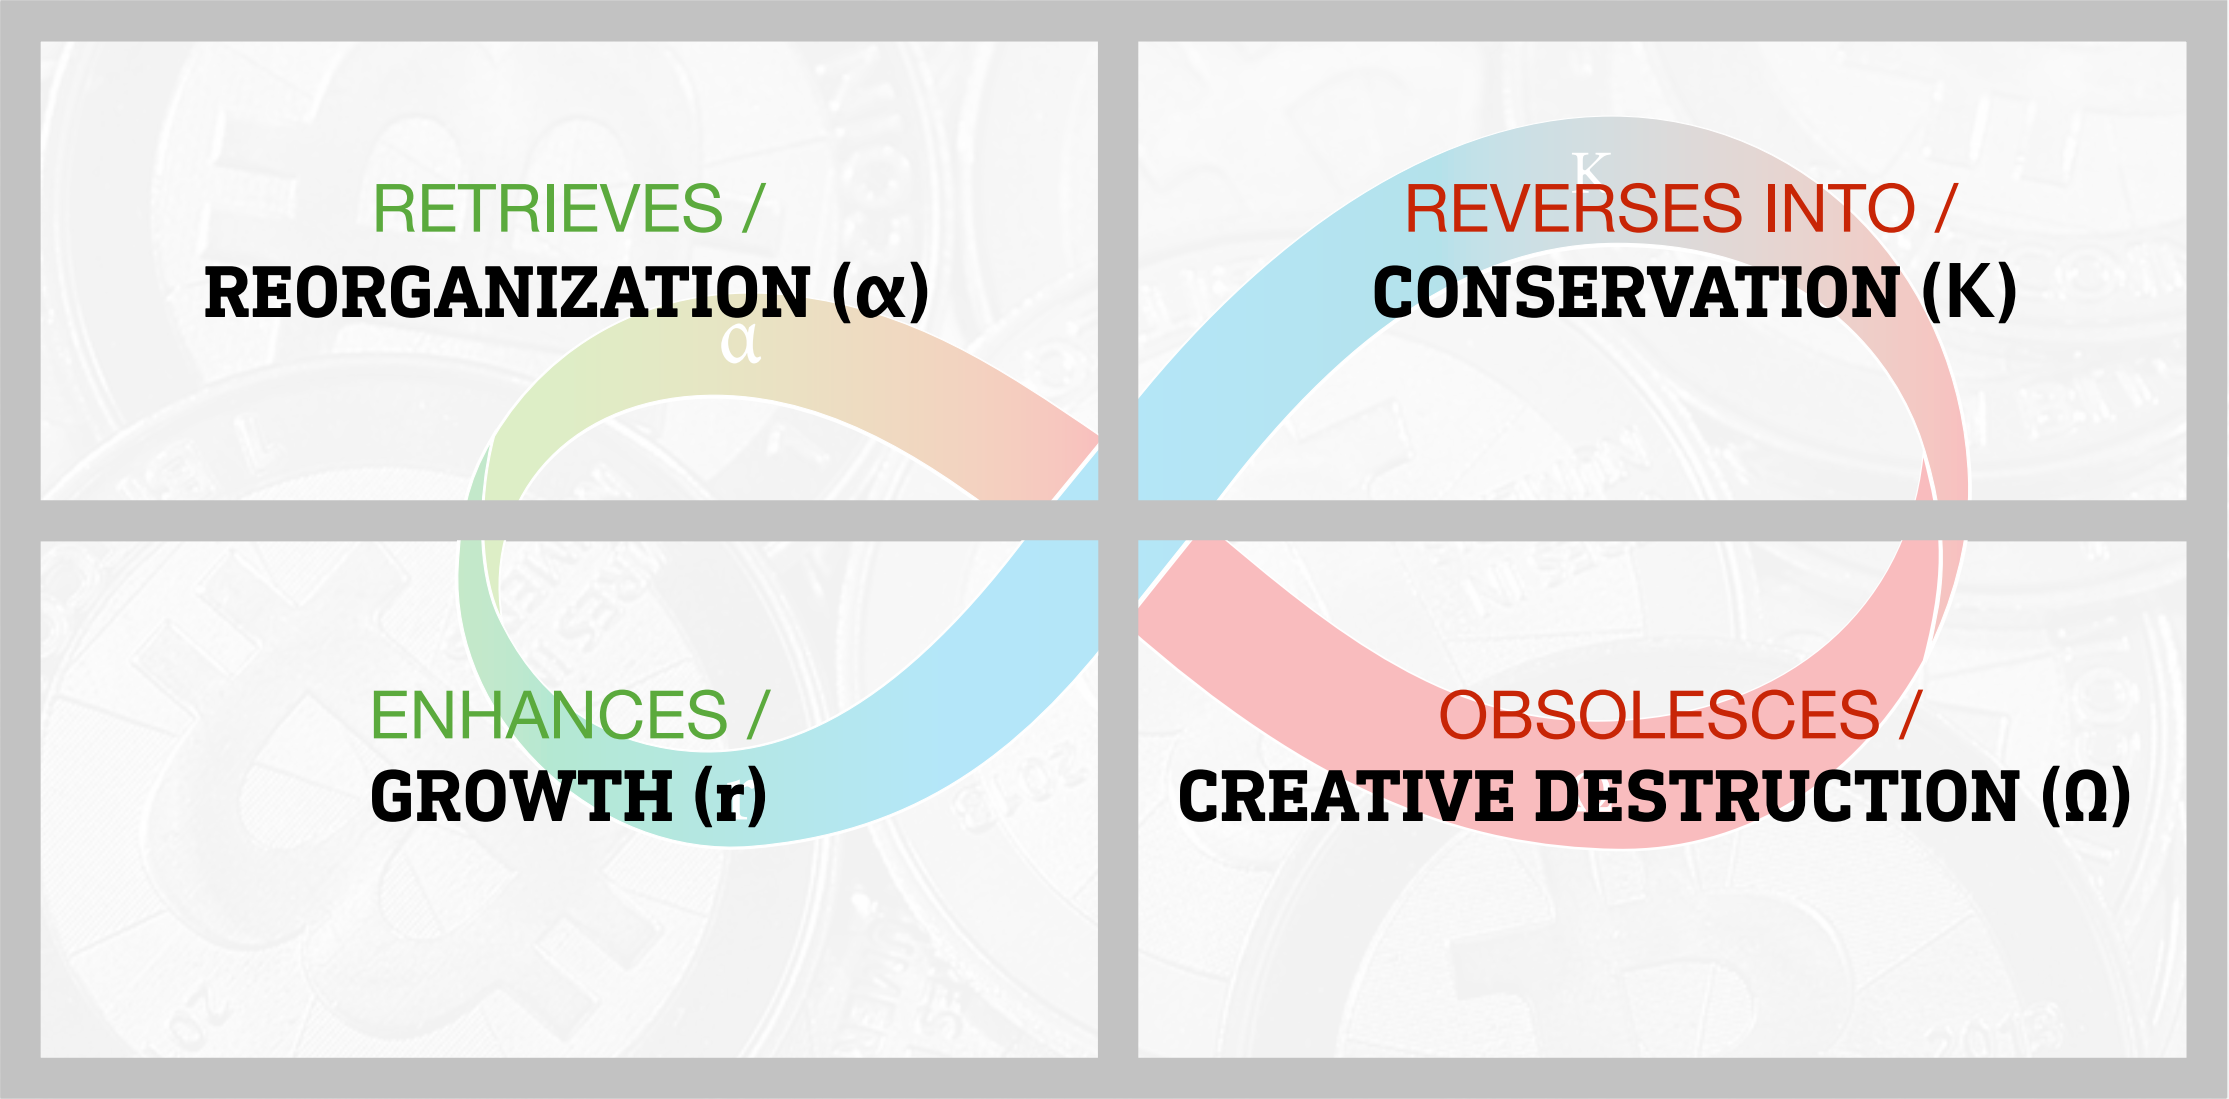 RETRIEVES /
REORGANIZATION (α)
α
K
REVERSES INTO /
CONSERVATION (K)
ENHANCES /
GROWTH (r)
r
OBSOLESCES /
CREATIVE DESTRUCTION (Ω)